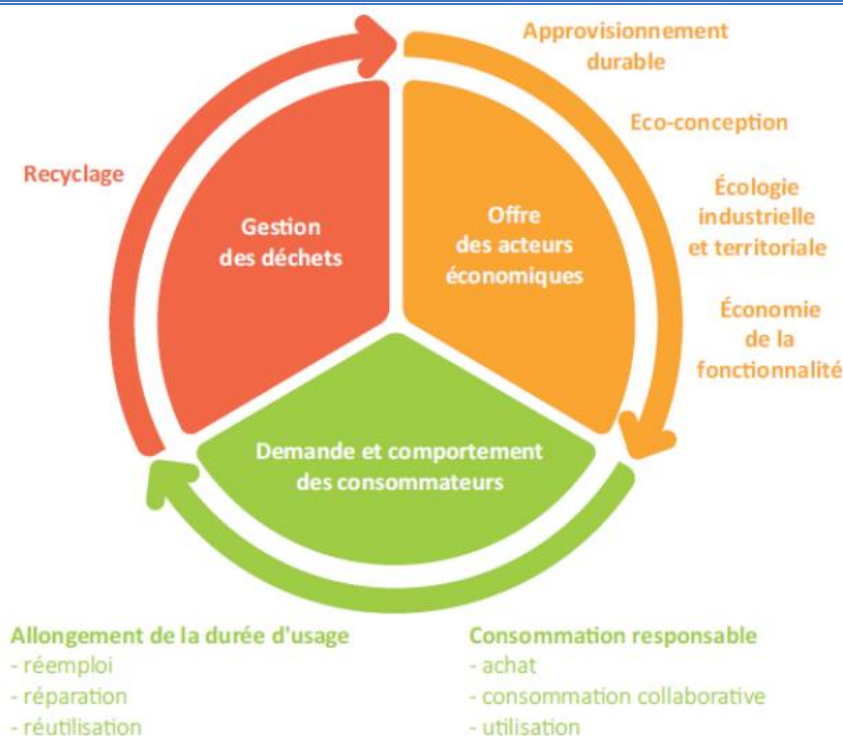 Approvisionnement
durable
Eco-conception
Écologie
industrielle
et territoriale
Économie
de la
fonctionnalité
Recyclage
Gestion
des déchets
Offre
des acteurs
économiques
Demande et comportement
des consommateurs
Allongement de la durée d'usage
- réemploi
- réparation
- réutilisation
Consommation responsable
- achat
- consommation collaborative
- utilisation